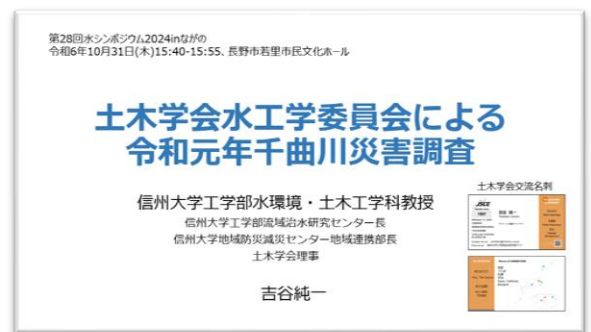 第28回水シンポジウム2024inながの
令和6年10月31日(木)15:40-15:55、長野市若里市民文化ホール
土木学会水工学委員会による
令和元年千曲川災害調査
信州大学工学部水環境・土木工学科教授
信州大学工学部流域治水研究センター長
信州大学地域防災減災センター地域連携部長
土木学会理事
吉谷純一
土木学会交流名刺
JSCE